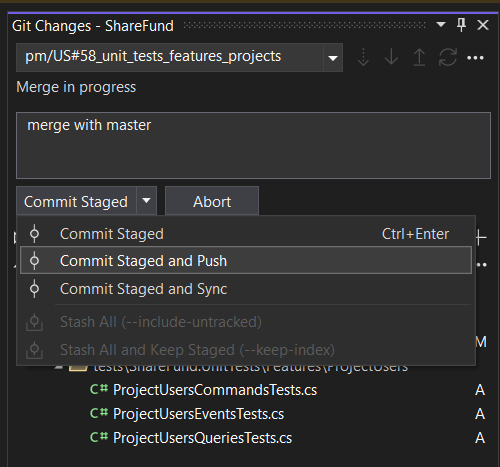 Git Changes - ShareFund
pm/US#58_unit_tests_features_projects
Merge in progress
merge with master
Commit Staged
Abort
Commit Staged Ctrl+Enter
Commit Staged and Push
Commit Staged and Sync
Stash All (--include-untracked)
Stash All and Keep Staged (--keep-index)
M
tests\ShareFund.UnitTests\Features\ProjectUsers
C# ProjectUsersCommandsTests.cs A
C# ProjectUsersEventsTests.cs A
C# ProjectUsersQueriesTests.cs A